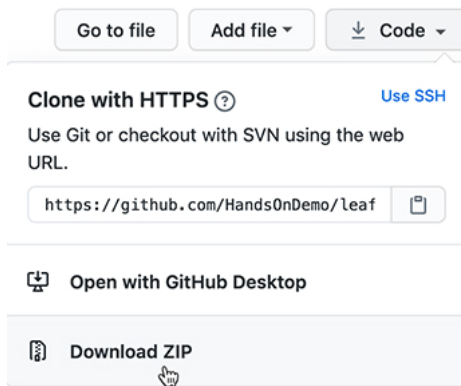 Go to file
Add file
Code
Clone with HTTPS
Use SSH
Use Git or checkout with SVN using the web
URL.
https://github.com/HandsOnDemo/leaf
Open with GitHub Desktop
Download ZIP